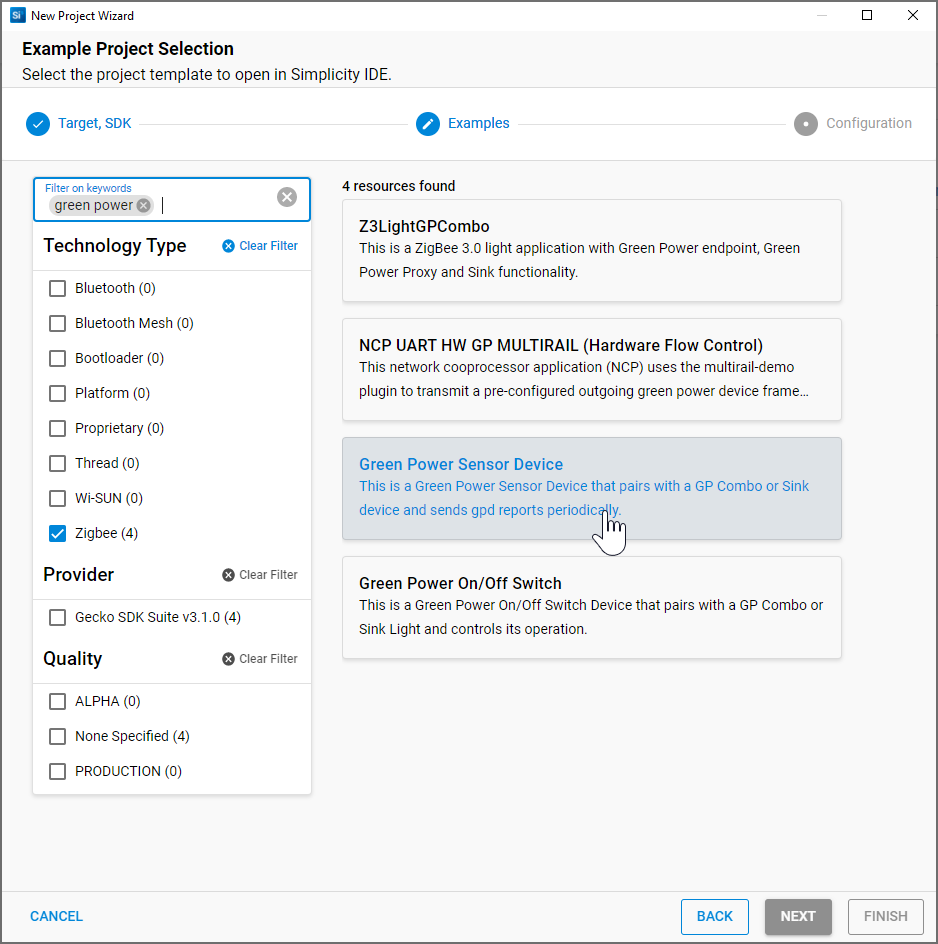 Si New Project Wizard
Example Project Selection
Select the project template to open in Simplicity IDE.
Target, SDK
Examples
Configuration
Filter on keywords
green power
Technology Type
Clear Filter
Bluetooth (0)
Bluetooth Mesh (0)
Bootloader (0)
Platform (0)
Proprietary (0)
Thread (0)
Wi-SUN (0)
Zigbee (4)
Provider
Clear Filter
Gecko SDK Suite v3.1.0 (4)
Quality
Clear Filter
ALPHA (0)
None Specified (4)
PRODUCTION (0)
4 resources found
Z3LightGPCombo
This is a ZigBee 3.0 light application with Green Power endpoint, Green
Power Proxy and Sink functionality.
NCP UART HW GP MULTIRAIL (Hardware Flow Control)
This network cooprocessor application (NCP) uses the multirail-demo
plugin to transmit a pre-configured outgoing green power device frame...
Green Power Sensor Device
This is a Green Power Sensor Device that pairs with a GP Combo or Sink
device and sends gpd reports periodically.
Green Power On/Off Switch
This is a Green Power On/Off Switch Device that pairs with a GP Combo or
Sink Light and controls its operation.
CANCEL
BACK
NEXT
FINISH